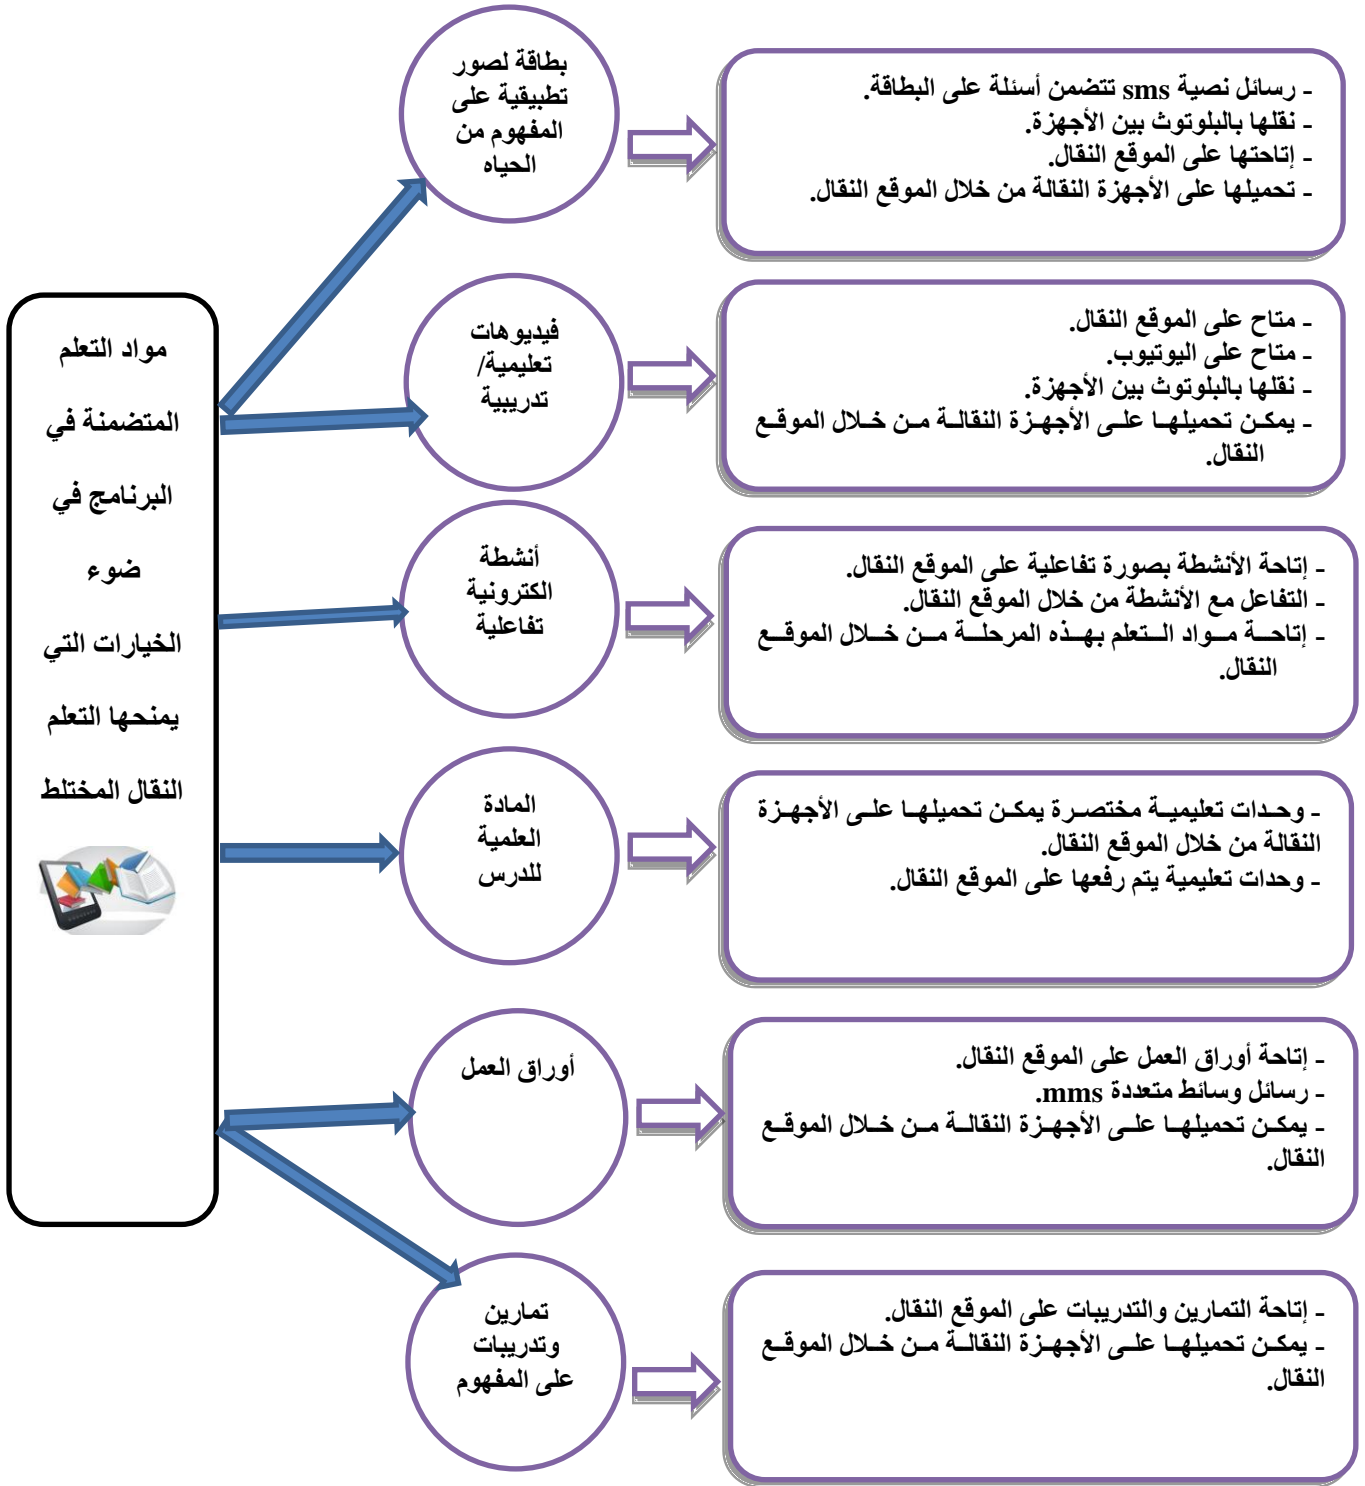 مواد التعلم
المتضمنة في
البرنامج في
ضوء
الخيارات التي
يمنحها التعلم
النقال المختلط
بطاقة لصور
تطبيقية على
المفهوم من
الحياه
- رسائل نصية sms تتضمن أسئلة على البطاقة.
- نقلها بالبلوتوث بين الأجهزة.
- إتاحتها على الموقع النقال.
- تحميلها على الأجهزة النقالة من خلال الموقع النقال.
فيديوهات
تعليمية/
تدريبية
- متاح على الموقع النقال.
- متاح على اليوتيوب.
- نقلها بالبلوتوث بين الأجهزة.
- يمكن تحميلها على الأجهزة النقالة من خلال الموقع
النقال.
أنشطة
الكترونية
تفاعلية
- إتاحة الأنشطة بصورة تفاعلية على الموقع النقال.
- التفاعل مع الأنشطة من خلال الموقع النقال.
- إتاحة مواد التعلم بهذه المرحلة من خلال الموقع
النقال.
المادة
العلمية
للدرس
- وحدات تعليمية مختصرة يمكن تحميلها على الأجهزة
النقالة من خلال الموقع النقال.
- وحدات تعليمية يتم رفعها على الموقع النقال.
أوراق العمل
- إتاحة أوراق العمل على الموقع النقال.
- رسائل وسائط متعددة mms.
- يمكن تحميلها على الأجهزة النقالة من خلال الموقع
النقال.
تمارين
وتدريبات
على المفهوم
- إتاحة التمارين والتدريبات على الموقع النقال.
- يمكن تحميلها على الأجهزة النقالة من خلال الموقع
النقال.